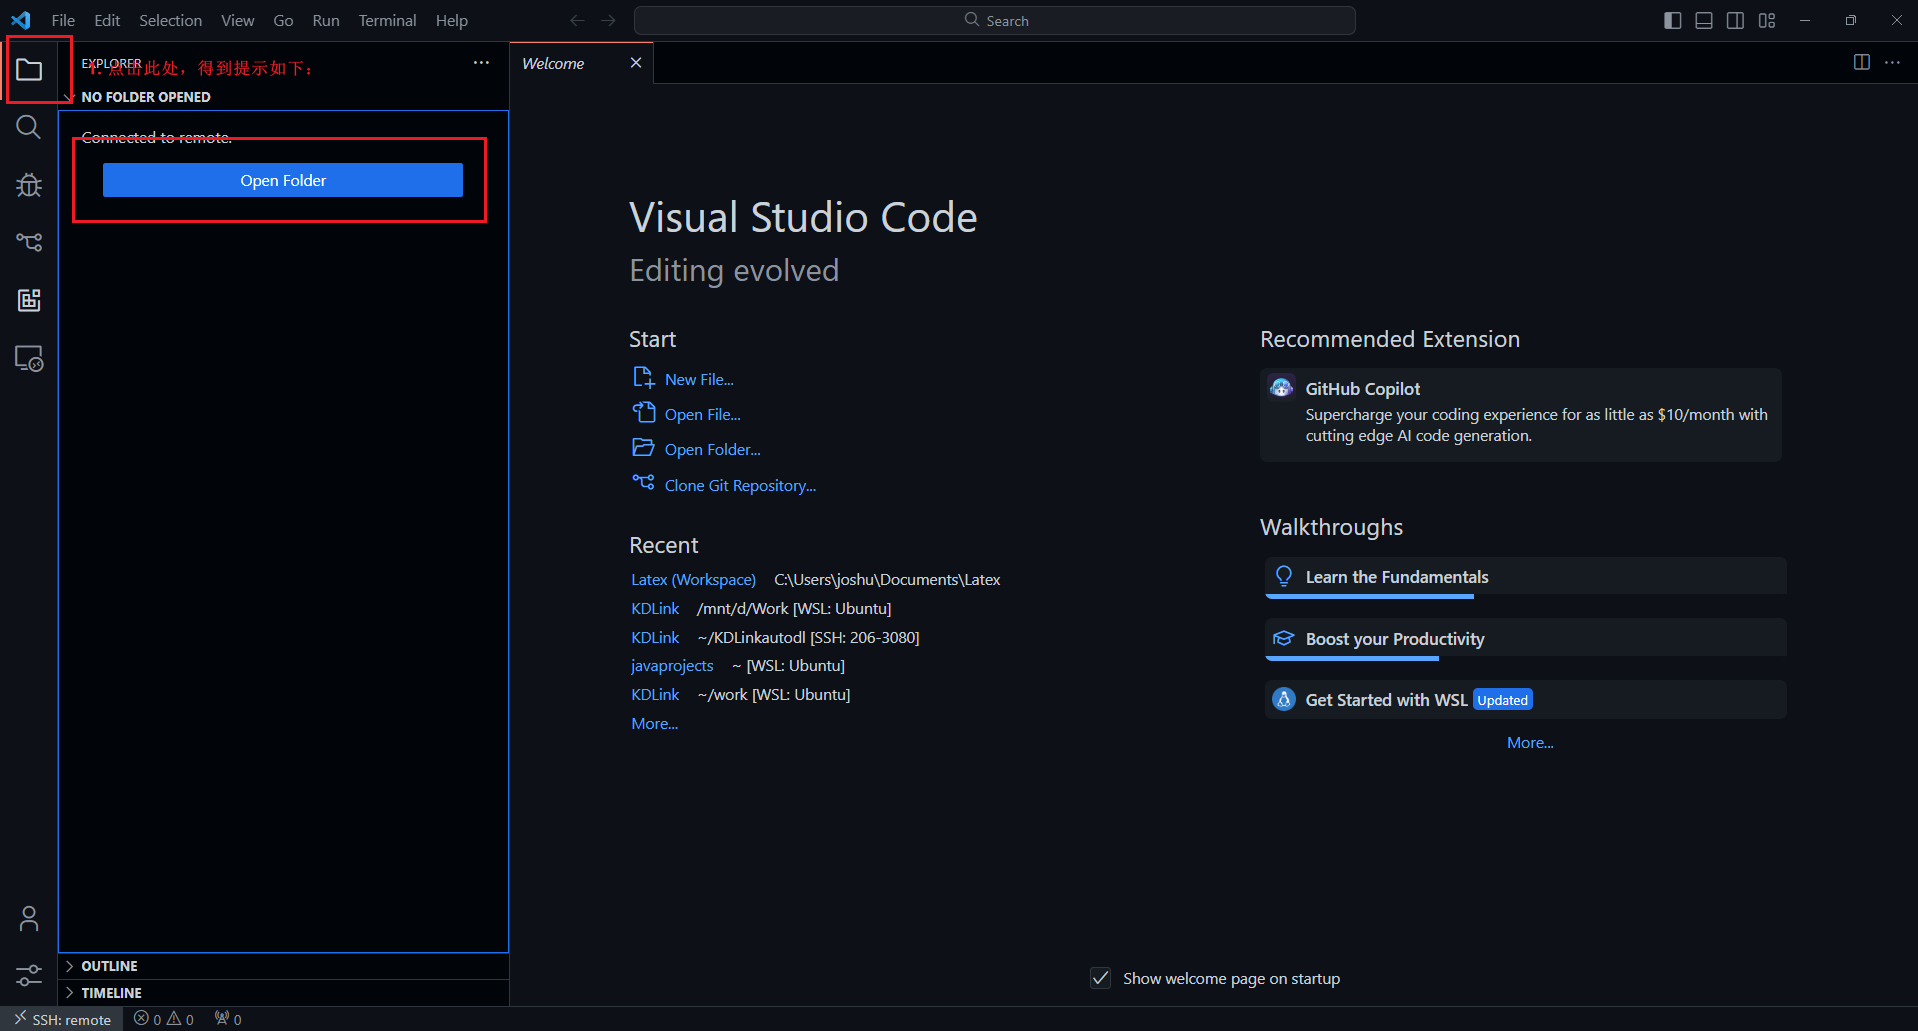 File Edit Selection View Go Run Terminal Help
Search
EXPLORER
1. 点击此处，得到提示如下：
NO FOLDER OPENED
Connected to remote.
Open Folder
OUTLINE
TIMELINE
Welcome
Visual Studio Code
Editing evolved
Start
New File...
Open File...
Open Folder...
Clone Git Repository...
Recent
Latex (Workspace) C:\Users\joshu\Documents\Latex
KDLink /mnt/d/Work [WSL: Ubuntu]
KDLink ~/KDLinkautodl [SSH: 206-3080]
javaprojects ~ [WSL: Ubuntu]
KDLink ~/work [WSL: Ubuntu]
More...
Recommended Extension
GitHub Copilot
Supercharge your coding experience for as little as $10/month with
cutting edge AI code generation.
Walkthroughs
Learn the Fundamentals
Boost your Productivity
Get Started with WSL Updated
More...
Show welcome page on startup
SSH: remote 0 0 0